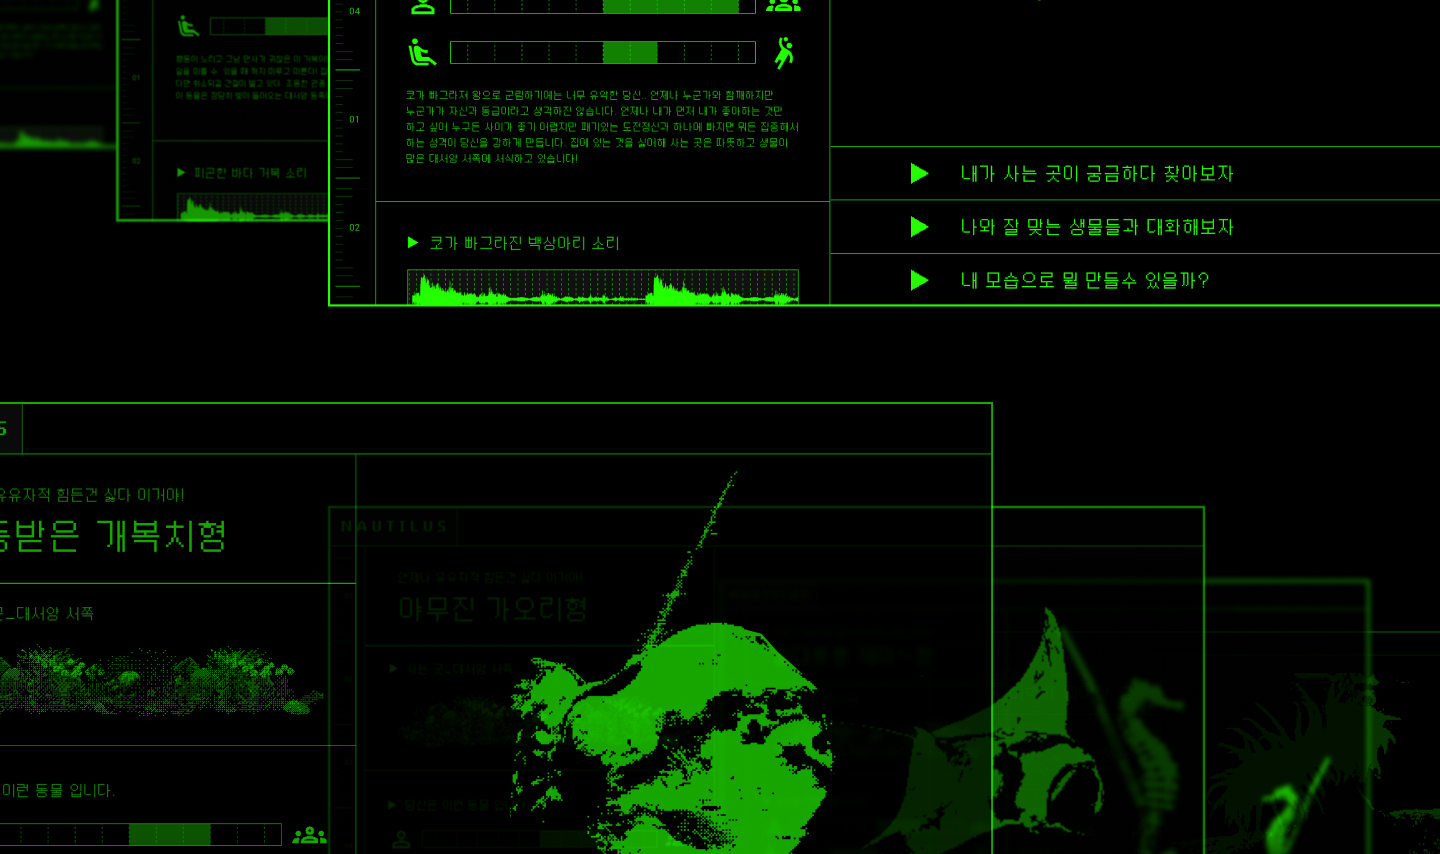 04
01
02
01
02
코가 빠그라져 왕으로 군림하기에는 너무 유약한 당신.. 언제나 누군가와 함께하지만
누군가가 자신과 동급이라고 생각하진 않습니다. 언제나 내가 먼저 내가 좋아하는 것만
하고 싶어 누구든 사이가 좋기 어렵지만 패기있는 도전정신과 하나에 빠지면 뭐든 집중해서
하는 성격이 당신을 강하게 만듭니다. 집에 있는 것을 싫어해 사는 곳은 따뜻하고 생물이
많은 대서양 서쪽에 서식하고 있습니다!
피곤한 바다 거북 소리
코가 빠그라진 백상아리 소리
내가 사는 곳이 궁금하다 찾아보자
나와 잘 맞는 생물들과 대화해보자
내 모습으로 뭘 만들수 있을까?
S
유유자적 힘든건 싫다 이거야!
받은 개복치형
_대서양 서쪽
이런 동물 입니다.
NAUTILUS
언제나 유유자적 힘든건 싫다 이거야!
야무진 가오리형
사는 곳_대서양 서쪽
당신은 이런 동물 입니다.